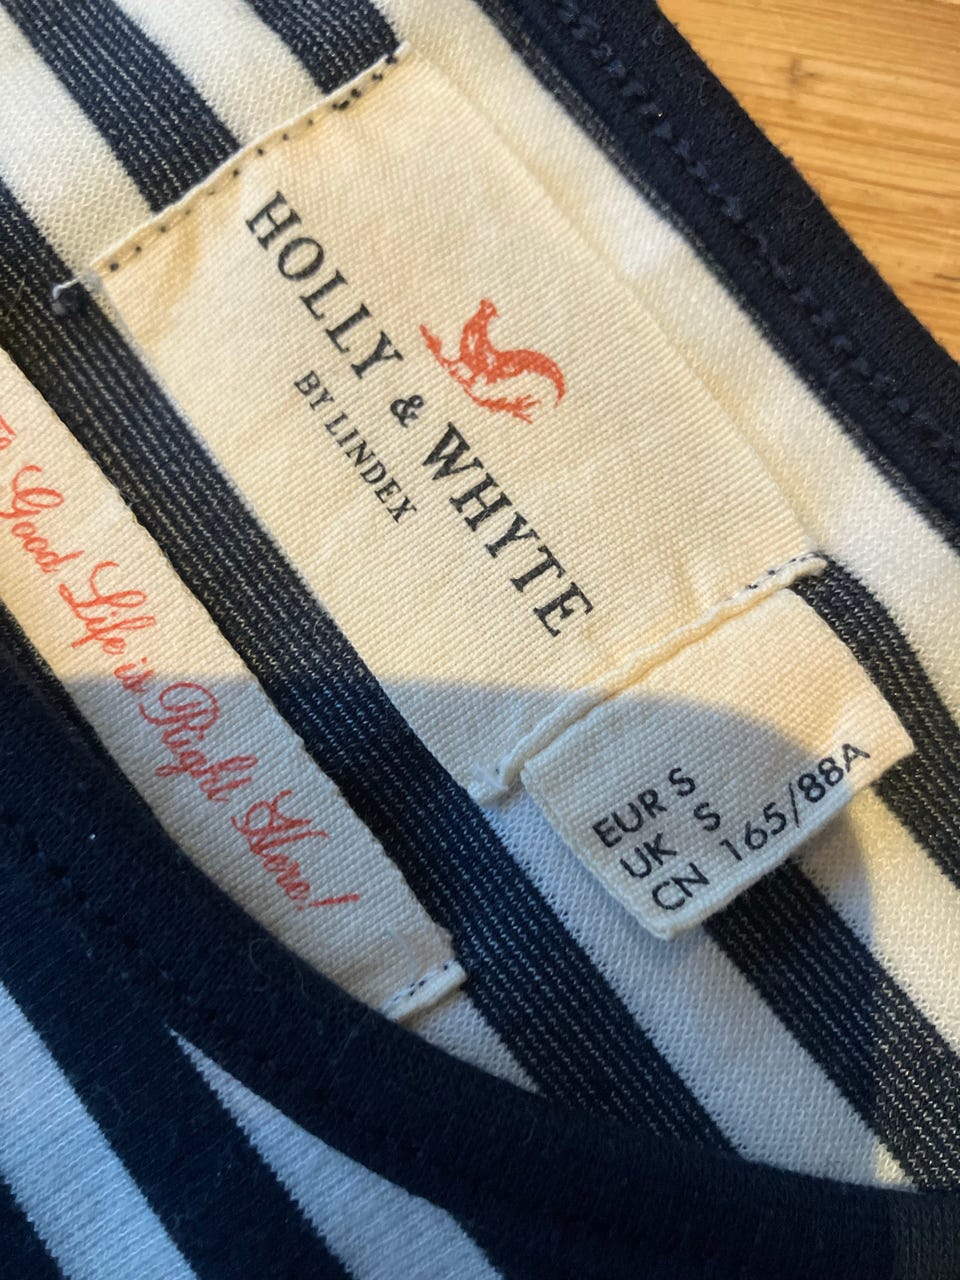 HOLLY & WHYTE
BY LINDEX
EUR S
UK S
CN 165/88A
Good Life is Right Here!